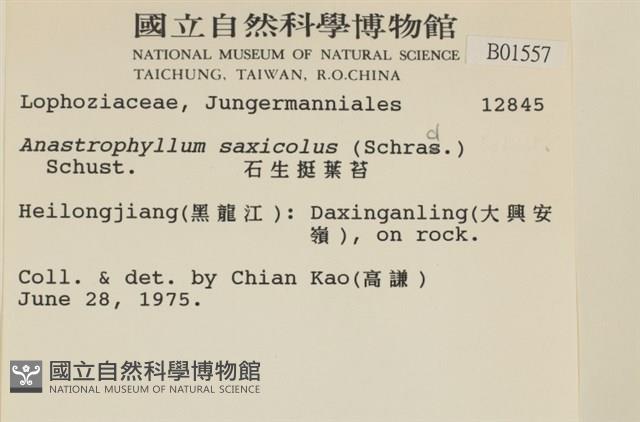 國立自然科學博物館
NATIONAL MUSEUM OF NATURAL SCIENCE
B01557
TAICHUNG, TAIWAN, R.O.CHINA
Lophoziaceae, Jungermanniales 12845
Anastrophyllum saxicolus (Schras.)
d
Schust. 石生挺葉苔
Heilongjiang(黑龍江): Daxinganling(大興安
嶺), on rock.
Coll. & det. by Chian Kao(高謙)
June 28, 1975.
國立自然科學博物館
NATIONAL MUSEUM OF NATURAL SCIENCE